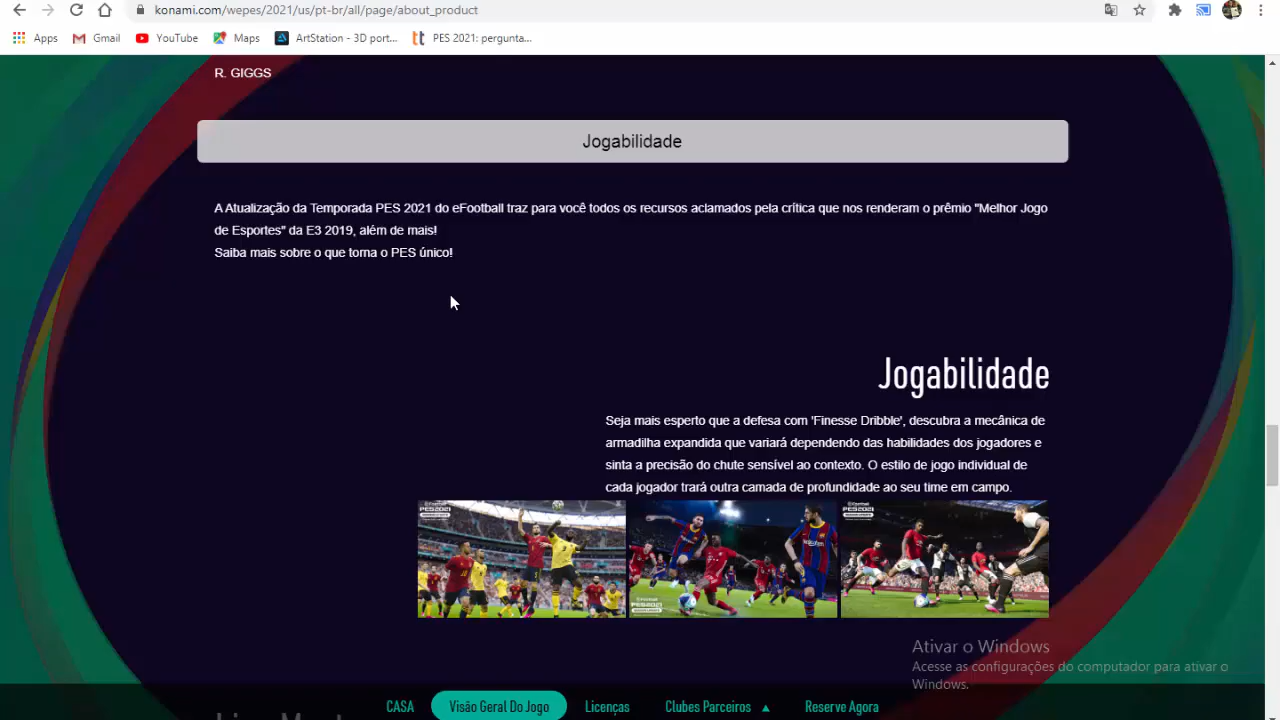 konami.com/wepes/2021/us/pt-br/all/page/about_product
Apps Gmail YouTube Maps ArtStation - 3D port... PES 2021: pergunta...
R. GIGGS
Jogabilidade
A Atualização da Temporada PES 2021 do eFootball traz para você todos os recursos aclamados pela crítica que nos renderam o prêmio "Melhor Jogo
de Esportes" da E3 2019, além de mais!
Saiba mais sobre o que torna o PES único!
Jogabilidade
Seja mais esperto que a defesa com 'Finesse Dribble', descubra a mecânica de
armadilha expandida que variará dependendo das habilidades dos jogadores e
sinta a precisão do chute sensível ao contexto. O estilo de jogo individual de
cada jogador trará outra camada de profundidade ao seu time em campo.
PES2021
PES2021
PES2021
Ativar o Windows
Acesse as configurações do computador para ativar o
Windows.
CASA Visão Geral Do Jogo Licenças Clubes Parceiros ▲ Reserve Agora